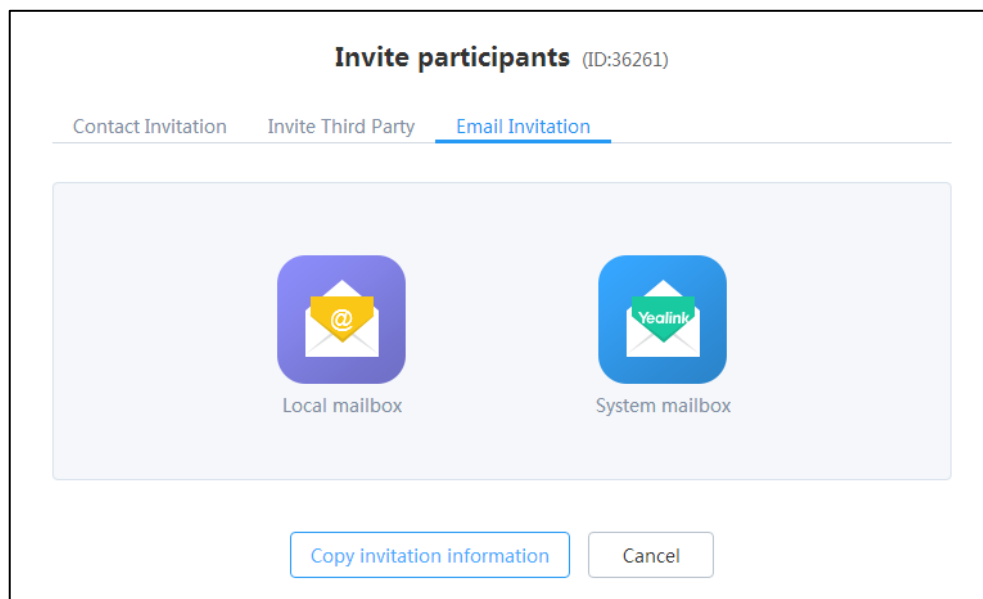 Invite participants (ID:36261)
Contact Invitation Invite Third Party Email Invitation
@ Yealink
Local mailbox System mailbox
Copy invitation information Cancel